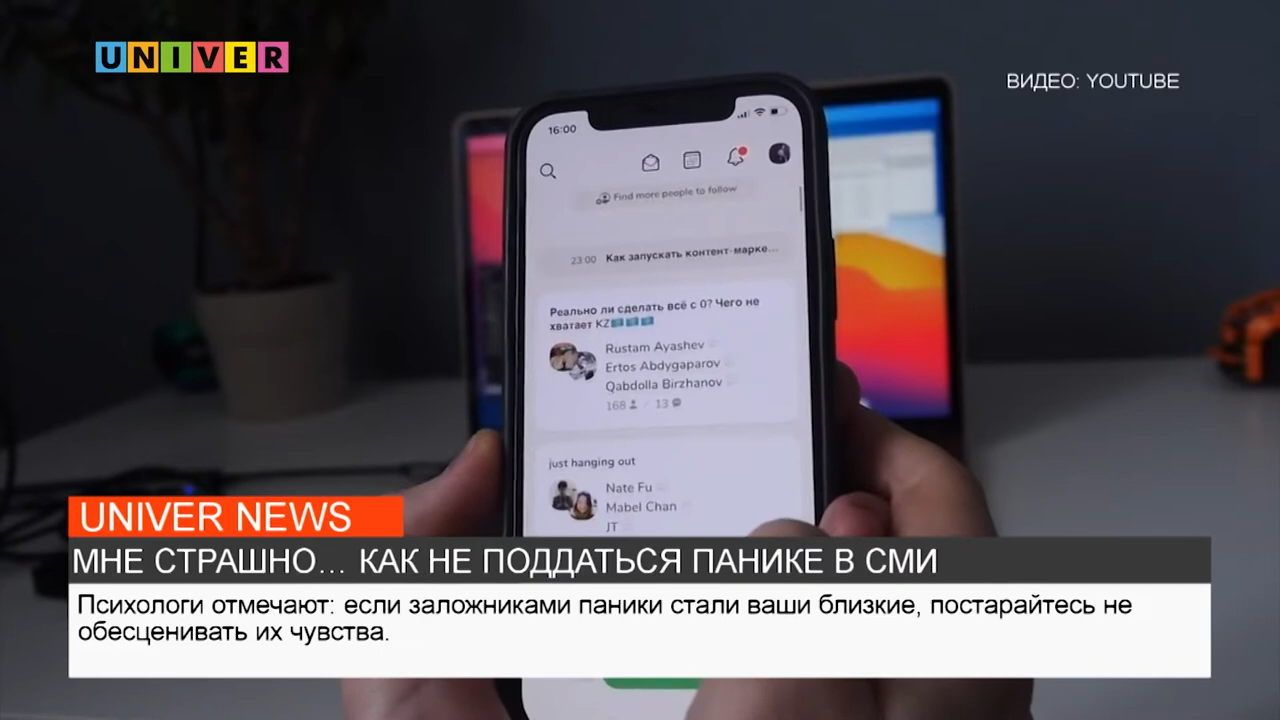 UNIVER
ВИДЕО: YOUTUBE
16:00
Find more people to follow
23:00 Как запускать контент-марке...
Реально ли сделать всё с 0? Чего не
хватает KZ🇰🇿🇰🇿🇰🇿
Rustam Ayashev
Ertos Abdygaparov
Qabdolla Birzhanov
168 / 13
just hanging out
Nate Fu
Mabel Chan
JT
UNIVER NEWS
МНЕ СТРАШНО... КАК НЕ ПОДДАТЬСЯ ПАНИКЕ В СМИ
Психологи отмечают: если заложниками паники стали ваши близкие, постарайтесь не
обесценивать их чувства.